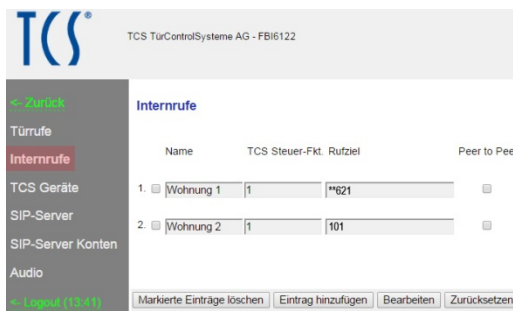 TCS®
TCS TürControlSysteme AG - FBI6122
<- Zurück
Türrufe
Internrufe
TCS Geräte
SIP-Server
SIP-Server Konten
Audio
<- Logout (13:41)
Internrufe
Name TCS Steuer-Fkt. Rufziel Peer to Pee
1. Wohnung 1 1 **621
2. Wohnung 2 1 101
Markierte Einträge löschen Eintrag hinzufügen Bearbeiten Zurücksetzen